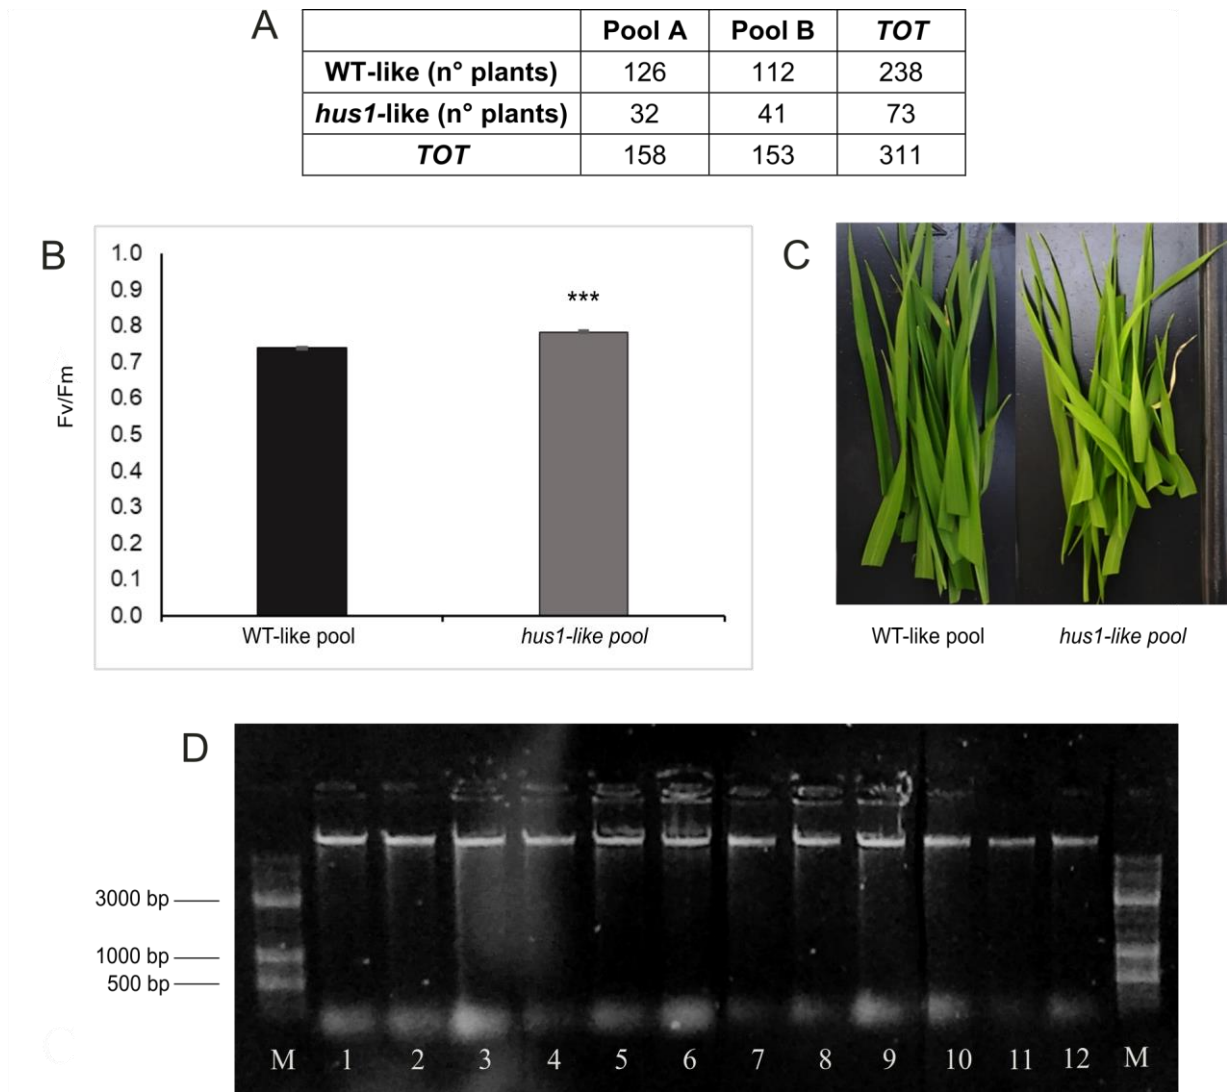 A
Pool A Pool B TOT
WT-like (n° plants) 126 112 238
hus1-like (n° plants) 32 41 73
TOT 158 153 311
B
C
1.0
0.9
0.8
0.7
0.6
0.5
0.4
0.3
0.2
0.1
0.0
Fv/Fm
***
WT-like pool hus1-like pool
WT-like pool hus1-like pool
D
3000 bp
1000 bp
500 bp
M 1 2 3 4 5 6 7 8 9 10 11 12 M